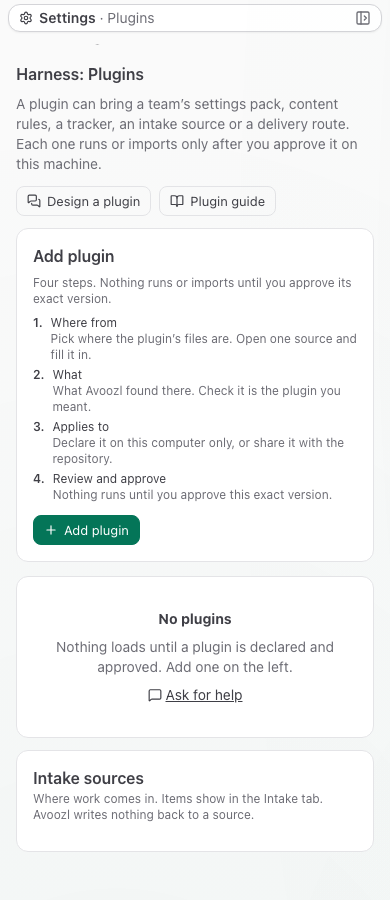 Settings · Plugins
Harness: Plugins
A plugin can bring a team's settings pack, content
rules, a tracker, an intake source or a delivery route.
Each one runs or imports only after you approve it on
this machine.
Design a plugin
Plugin guide
Add plugin
Four steps. Nothing runs or imports until you approve its
exact version.
1. Where from
Pick where the plugin's files are. Open one source and
fill it in.
2. What
What Avoozl found there. Check it is the plugin you
meant.
3. Applies to
Declare it on this computer only, or share it with the
repository.
4. Review and approve
Nothing runs until you approve this exact version.
+ Add plugin
No plugins
Nothing loads until a plugin is declared and
approved. Add one on the left.
Ask for help
Intake sources
Where work comes in. Items show in the Intake tab.
Avoozl writes nothing back to a source.